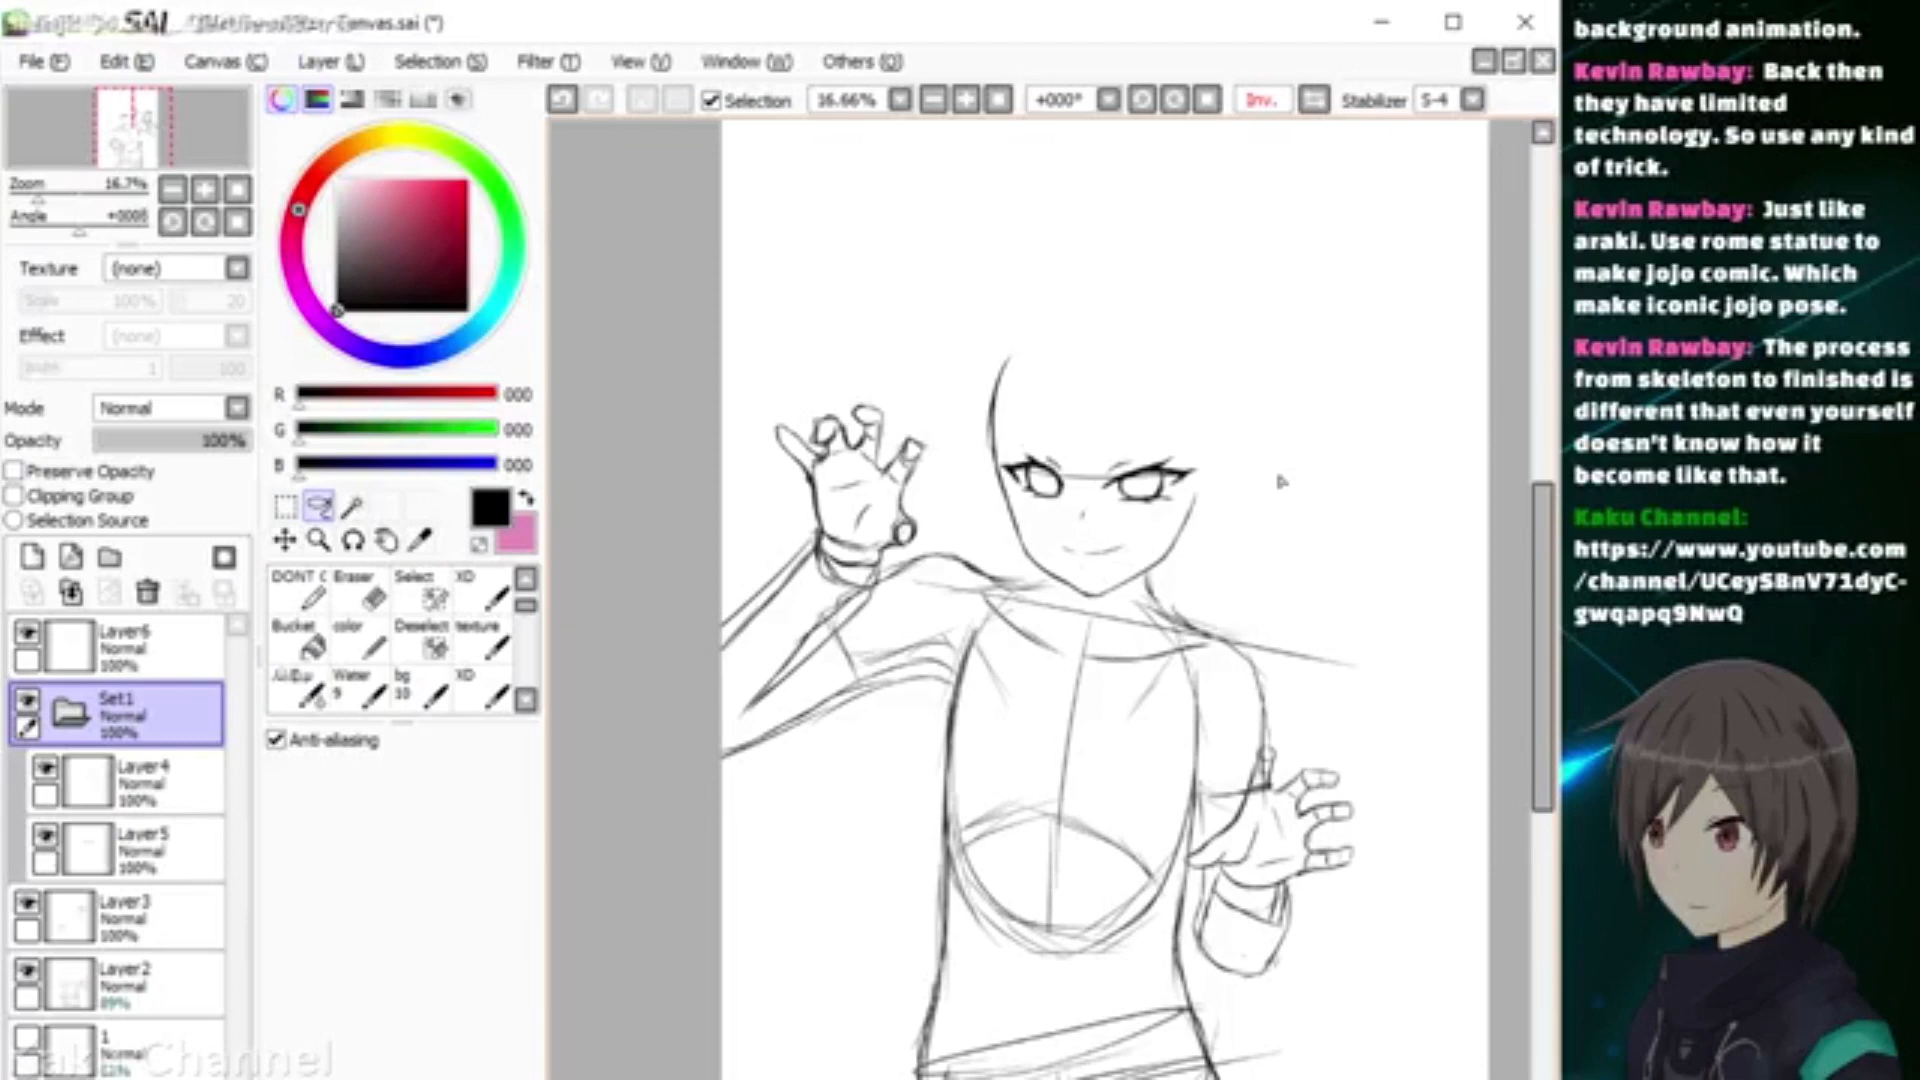 SAI
Canvas.sai (*)
File (F) Edit (E) Canvas (C) Layer (L) Selection (S) Filter (T) View (V) Window (W) Others (O)
Selection 16.66% +000° Inv. Stabilizer S-4
Zoom 16.7%
Angle +000°
Texture (none)
Scale 100% 20
Effect (none)
Width 1 100
Mode Normal
Opacity 100%
Preserve Opacity
Clipping Group
Selection Source
R 000
G 000
B 000
Eraser Select XD
Bucket color Deselect texture
Water bg XD
9 10
Anti-aliasing
Layer6
Normal
100%
Set1
Normal
100%
Layer4
Normal
100%
Layer5
Normal
100%
Layer3
Normal
100%
Layer2
Normal
89%
1
Normal
Channel
background animation.
Kevin Rawbay: Back then
they have limited
technology. So use any kind
of trick.
Kevin Rawbay: Just like
araki. Use rome statue to
make jojo comic. Which
make iconic jojo pose.
Kevin Rawbay: The process
from skeleton to finished is
different that even yourself
doesn't know how it
become like that.
Kaku Channel:
https://www.youtube.com
/channel/UCeySBnV71dyC-
gwqapq9NwQ